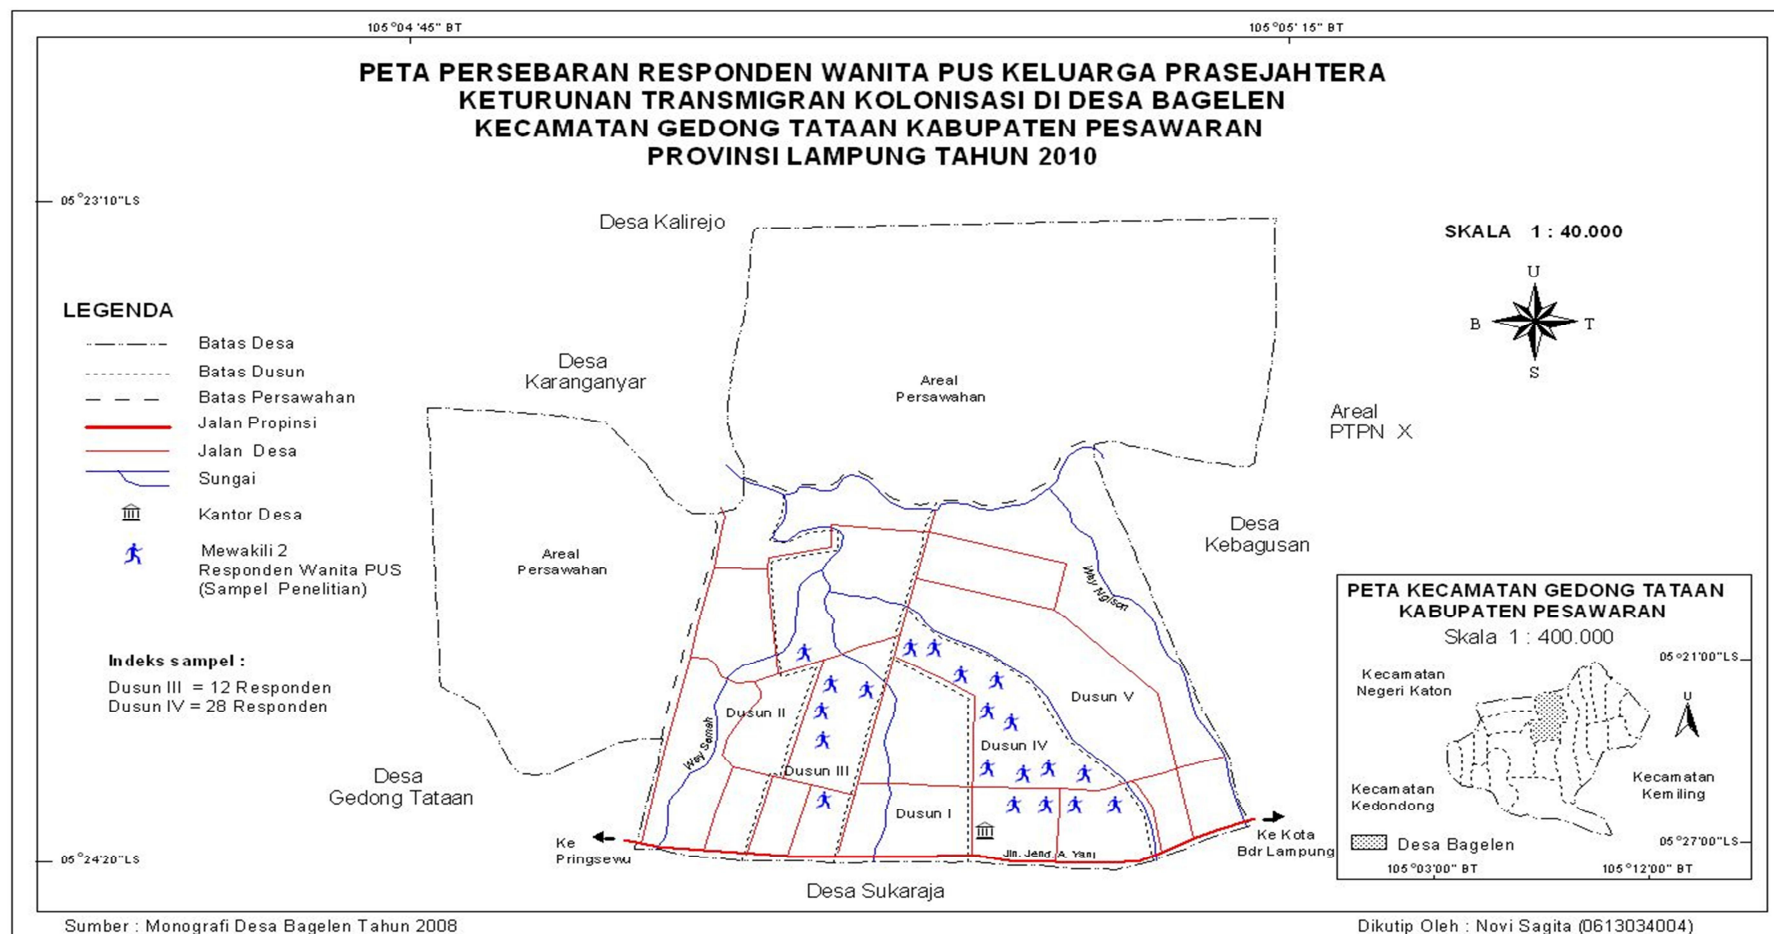 105°04'45" BT
105°05'15" BT
PETA PERSEBARAN RESPONDEN WANITA PUS KELUARGA PRASEJAHTERA
KETURUNAN TRANSMIGRAN KOLONISASI DI DESA BAGELEN
KECAMATAN GEDONG TATAAN KABUPATEN PESAWARAN
PROVINSI LAMPUNG TAHUN 2010
05°23'10"LS
Desa Kalirejo
SKALA 1 : 40.000
U
B
T
S
LEGENDA
Batas Desa
Batas Dusun
Batas Persawahan
Jalan Propinsi
Jalan Desa
Sungai
Kantor Desa
Mewakili 2
Responden Wanita PUS
(Sampel Penelitian)
Indeks sampel :
Dusun III = 12 Responden
Dusun IV = 28 Responden
Desa
Karanganyar
Areal
Persawahan
Areal
PTPN X
Areal
Persawahan
Desa
Kebagusan
Way Ngison
Dusun V
Dusun II
Way Semah
Dusun IV
Dusun III
Dusun I
Desa
Gedong Tataan
Ke
Pringsewu
Jln. Jend. A. Yani
Ke Kota
Bdr Lampung
05°24'20"LS
Desa Sukaraja
PETA KECAMATAN GEDONG TATAAN
KABUPATEN PESAWARAN
Skala 1 : 400.000
05°21'00"LS
Kecamatan
Negeri Katon
U
Kecamatan
Kedondong
Kecamatan
Kemiling
Desa Bagelen
05°27'00"LS
105°03'00" BT
105°12'00" BT
Sumber : Monografi Desa Bagelen Tahun 2008
Dikutip Oleh : Novi Sagita (0613034004)